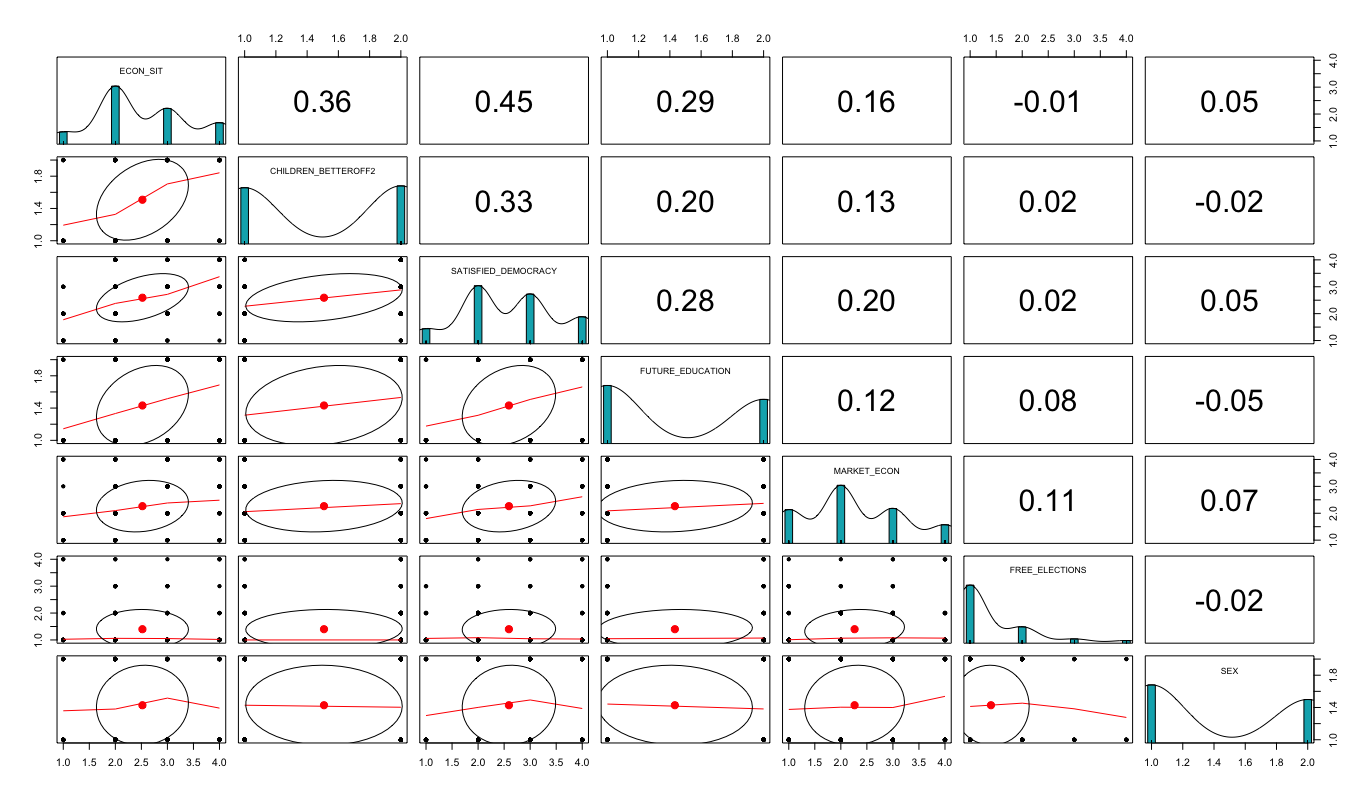 1.0 1.2 1.4 1.6 1.8 2.0
1.0 1.2 1.4 1.6 1.8 2.0
1.0 1.5 2.0 2.5 3.0 3.5 4.0
ECON_SIT
0.36
0.45
0.29
0.16
-0.01
0.05
1.0 2.0 3.0 4.0
1.0 1.4 1.8
CHILDREN_BETTEROFF2
0.33
0.20
0.13
0.02
-0.02
SATISFIED_DEMOCRACY
0.28
0.20
0.02
0.05
1.0 2.0 3.0 4.0
1.0 1.4 1.8
FUTURE_EDUCATION
0.12
0.08
-0.05
MARKET_ECON
0.11
0.07
1.0 2.0 3.0 4.0
1.0 2.0 3.0 4.0
FREE_ELECTIONS
-0.02
SEX
1.0 1.4 1.8
1.0 1.5 2.0 2.5 3.0 3.5 4.0
1.0 1.5 2.0 2.5 3.0 3.5 4.0
1.0 1.5 2.0 2.5 3.0 3.5 4.0
1.0 1.2 1.4 1.6 1.8 2.0